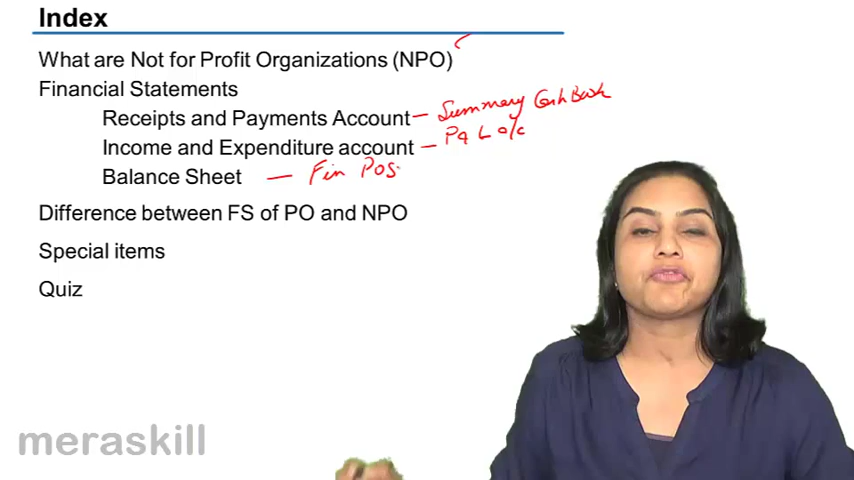 Index
What are Not for Profit Organizations (NPO)
Financial Statements
Receipts and Payments Account – Summary Cash Book
Income and Expenditure account – P & L a/c
Balance Sheet – Fin Pos.
Difference between FS of PO and NPO
Special items
Quiz
meraskill